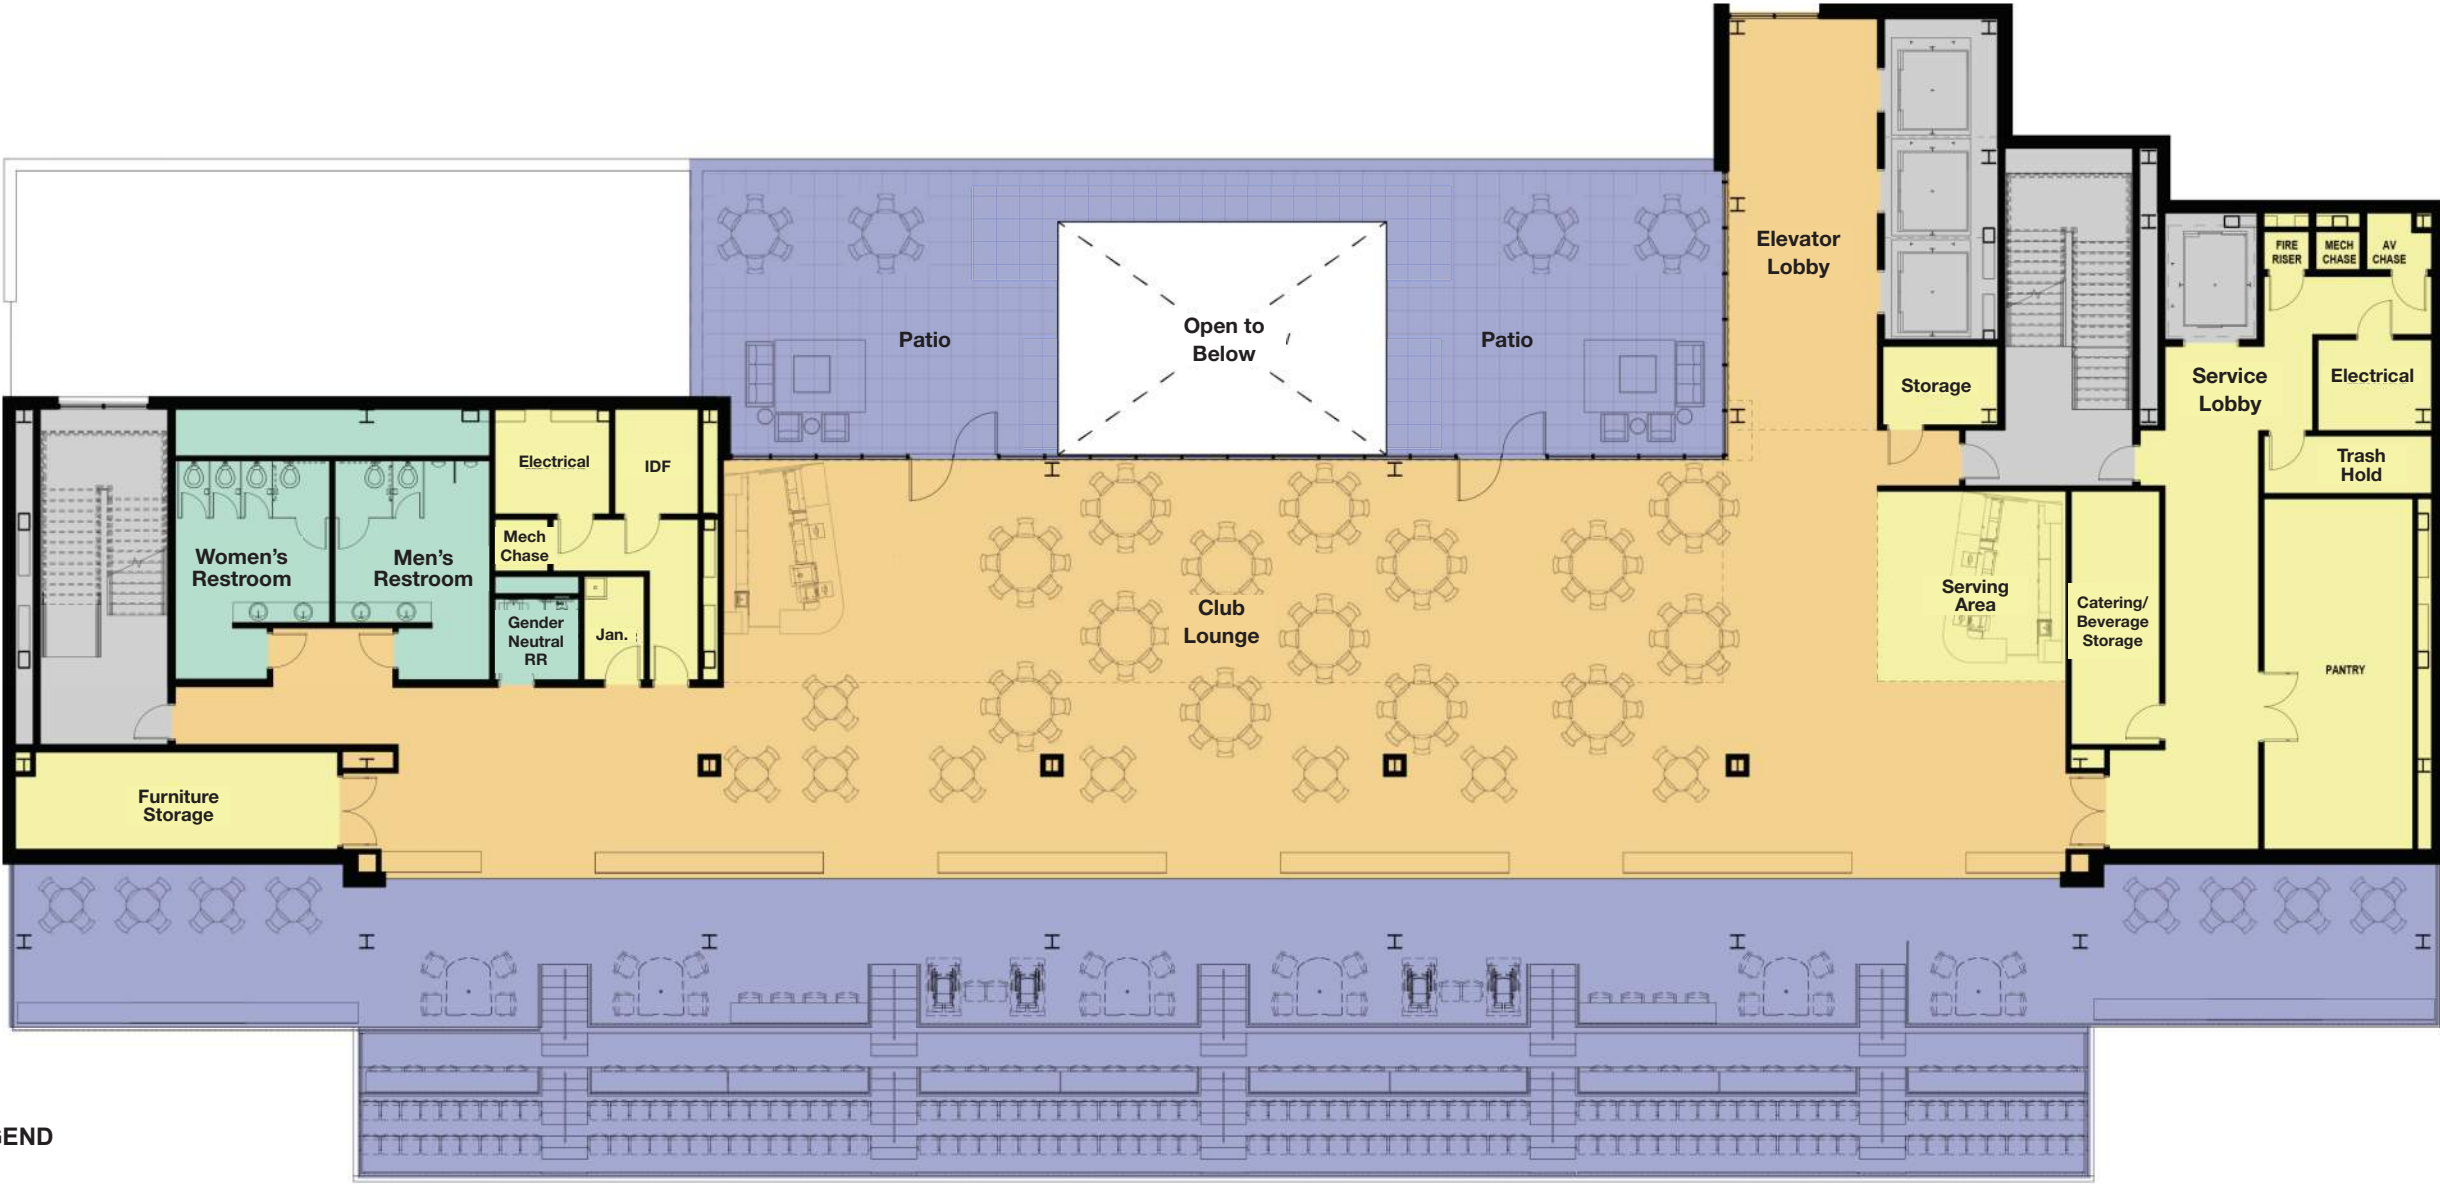 Elevator
Lobby
FIRE
RISER
MECH
CHASE
AV
CHASE
Patio
Open to
Below
Patio
Storage
Service
Lobby
Electrical
Electrical
IDF
Trash
Hold
Mech
Chase
Women's
Restroom
Men's
Restroom
Gender
Neutral
RR
Jan.
Club
Lounge
Serving
Area
Catering/
Beverage
Storage
PANTRY
Furniture
Storage
GEND